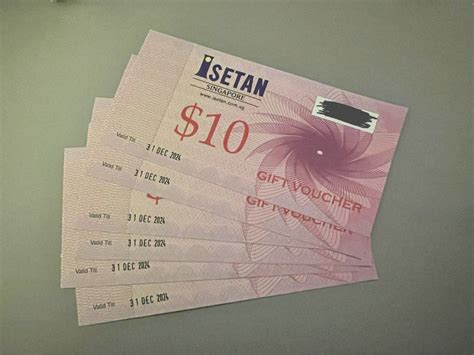 ISETAN
SINGAPORE
www.isetan.com.sg
$10
GIFT VOUCHER
Valid Till: 31 DEC 2024
GIFT VOUCHER
Valid Till: 31 DEC 2024
Valid Till: 31 DEC 2024
Valid Till: 31 DEC 2024
Valid Till: 31 DEC 2024
Valid Till: 31 DEC 2024